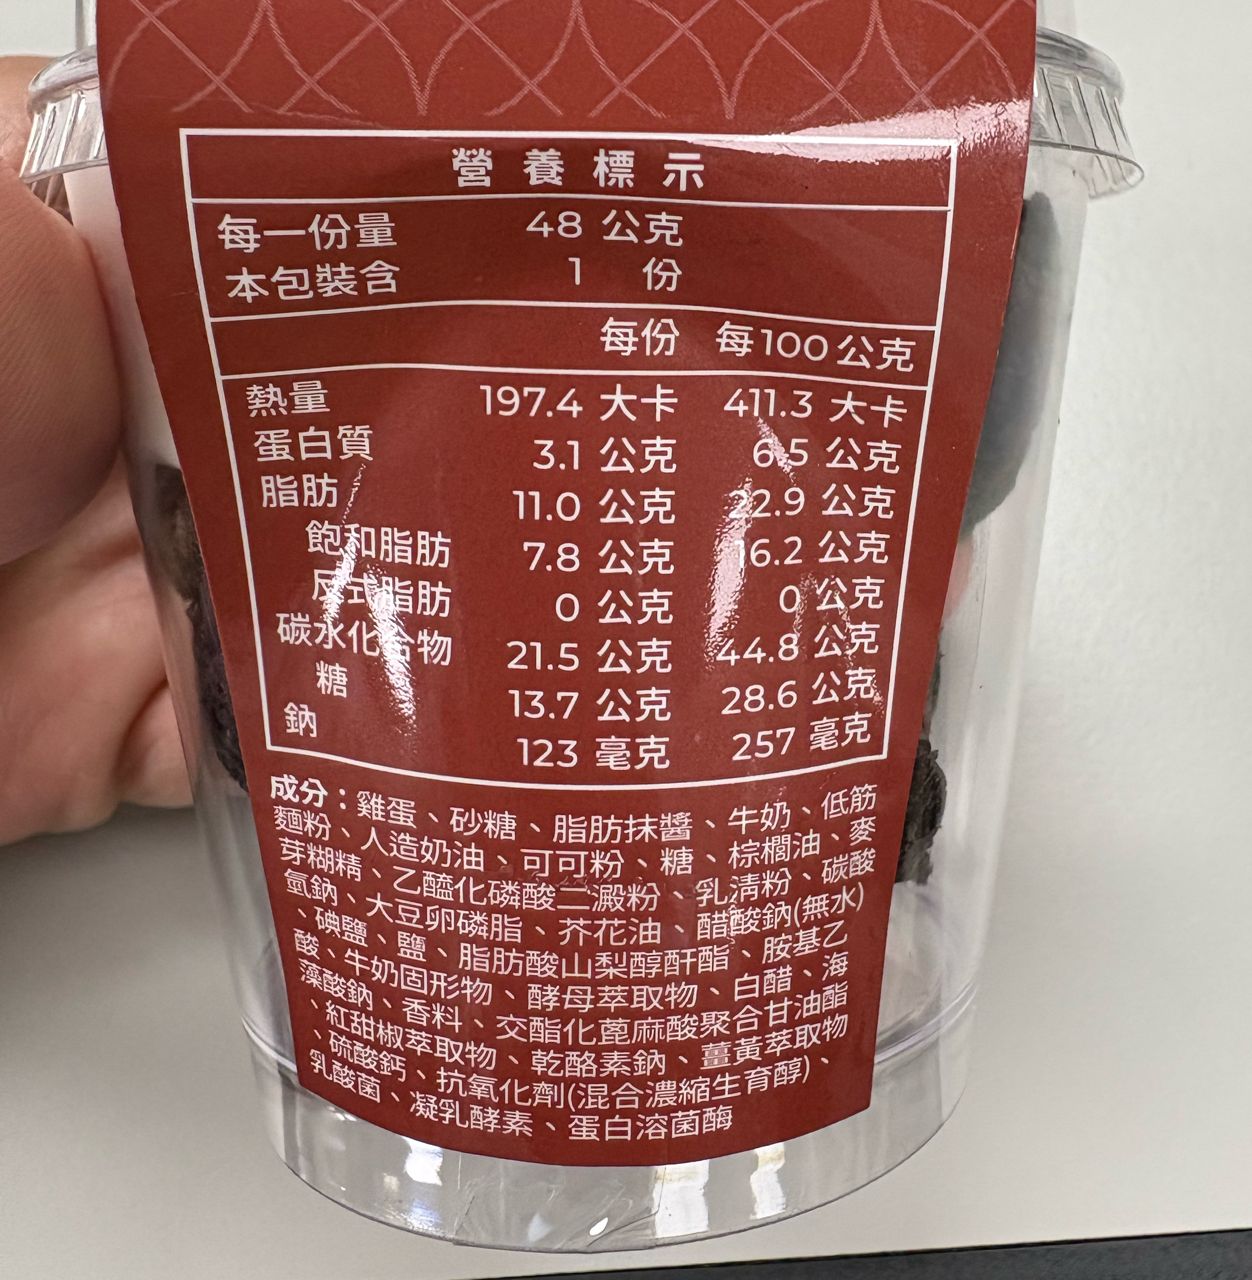 營養標示
每一份量 48 公克
本包裝含 1 份
每份 每100公克
熱量 197.4 大卡 411.3 大卡
蛋白質 3.1 公克 6.5 公克
脂肪 11.0 公克 22.9 公克
飽和脂肪 7.8 公克 16.2 公克
反式脂肪 0 公克 0 公克
碳水化合物 21.5 公克 44.8 公克
糖 13.7 公克 28.6 公克
鈉 123 毫克 257 毫克
成分：雞蛋、砂糖、脂肪抹醬、牛奶、低筋
麵粉、人造奶油、可可粉、糖、棕櫚油、麥
芽糊精、乙醯化磷酸二澱粉、乳清粉、碳酸
氫鈉、大豆卵磷脂、芥花油、醋酸鈉(無水)
、碘鹽、鹽、脂肪酸山梨醇酐酯、胺基乙
酸、牛奶固形物、酵母萃取物、白醋、海
藻酸鈉、香料、交酯化蓖麻酸聚合甘油酯
、紅甜椒萃取物、乾酪素鈉、薑黃萃取物
、硫酸鈣、抗氧化劑(混合濃縮生育醇)、
乳酸菌、凝乳酵素、蛋白溶菌酶